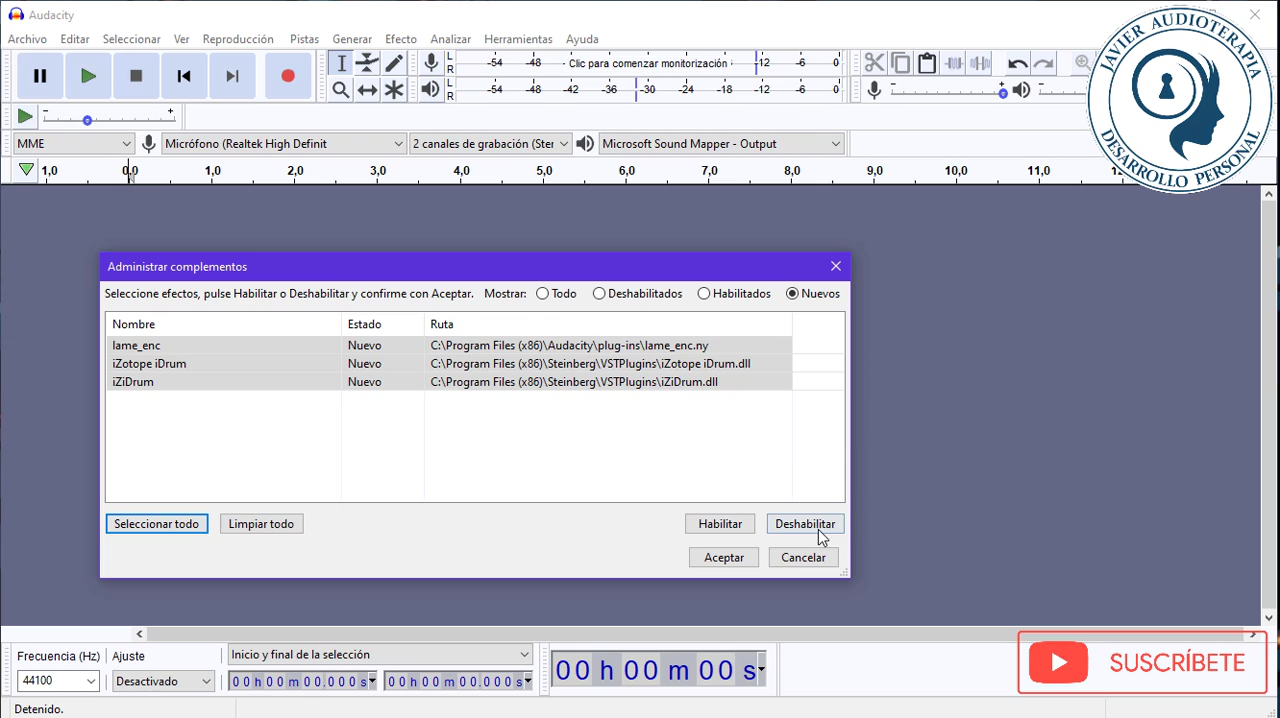 Audacity
Archivo Editar Seleccionar Ver Reproducción Pistas Generar Efecto Analizar Herramientas Ayuda
L R -54 -48 Clic para comenzar monitorización -12 -6 0
L R -54 -48 -42 -36 -30 -24 -18 -12 -6 0
- +
MME Micrófono (Realtek High Definit 2 canales de grabación (Ster Microsoft Sound Mapper - Output
1,0 0,0 1,0 2,0 3,0 4,0 5,0 6,0 7,0 8,0 9,0 10,0 11,0
JAVIER AUDIOTERAPIA
DESARROLLO PERSONAL
Administrar complementos
Seleccione efectos, pulse Habilitar o Deshabilitar y confirme con Aceptar. Mostrar: Todo Deshabilitados Habilitados Nuevos
Nombre Estado Ruta
lame_enc Nuevo C:\Program Files (x86)\Audacity\plug-ins\lame_enc.ny
iZotope iDrum Nuevo C:\Program Files (x86)\Steinberg\VSTPlugins\iZotope iDrum.dll
iZiDrum Nuevo C:\Program Files (x86)\Steinberg\VSTPlugins\iZiDrum.dll
Seleccionar todo Limpiar todo Habilitar Deshabilitar
Aceptar Cancelar
Frecuencia (Hz) Ajuste Inicio y final de la selección
44100 Desactivado 00 h 00 m 00.000 s 00 h 00 m 00.000 s 00 h 00 m 00 s
SUSCRÍBETE
Detenido.